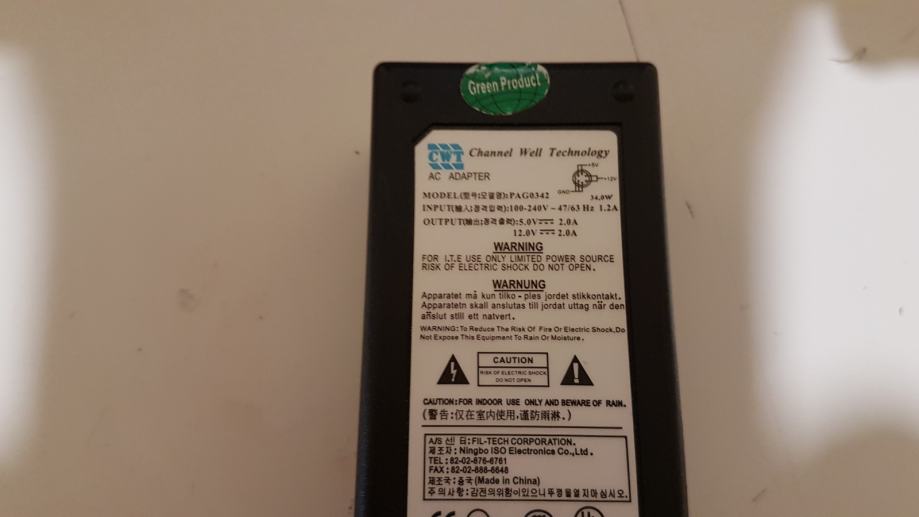 Green Product
CWT Channel Well Technology
AC ADAPTER
+5V
+12V
GND
34.0W
MODEL(型号;모델명):PAG0342
INPUT(輸入;정격입력):100-240V~47/63 Hz 1.2A
OUTPUT(輸出;정격출력):5.0V 2.0A
12.0V 2.0A
WARNING
FOR I.T.E USE ONLY LIMITED POWER SOURCE
RISK OF ELECTRIC SHOCK DO NOT OPEN.
WARNUNG
Apparatet må kun tilko-ples jordet stikkontakt.
Apparatetn skall anslutas till jordat uttag når den
anslut still ett natvert.
WARNING:To Reduce The Risk Of Fire Or Electric Shock,Do
Not Expose This Equipment To Rain Or Moisture.
CAUTION
RISK OF ELECTRIC SHOCK
DO NOT OPEN
CAUTION:FOR INDOOR USE ONLY AND BEWARE OF RAIN.
(警告:仅在室内使用,谨防雨淋.)
A/S 센 터:FIL-TECH CORPORATION.
제조자: Ningbo ISO Electronics Co.,Ltd.
TEL:82-02-876-6761
FAX:82-02-886-6648
제조국:중국(Made in China)
주의사항:감전의위험이있으니뚜껑을열지마십시오.